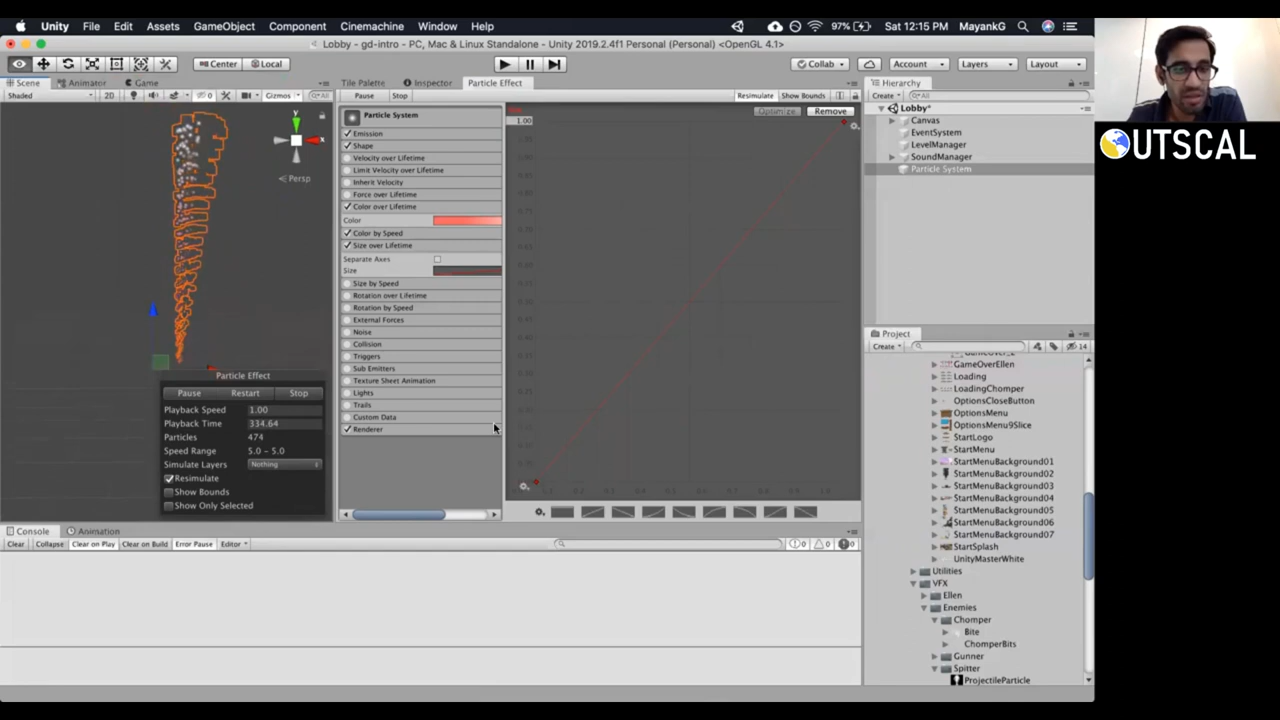 Unity File Edit Assets GameObject Component Cinemachine Window Help 97% Sat 12:15 PM MayankG
Lobby - gd-intro - PC, Mac & Linux Standalone - Unity 2019.2.4f1 Personal (Personal) <OpenGL 4.1>
Center Local Collab Account Layers Layout
Scene Animator Game Tile Palette Inspector Particle Effect Hierarchy
Shaded 2D 0 Gizmos All Pause Stop Resimulate Show Bounds Create All
Optimize Remove
Particle System
1.00
Emission
Shape
Velocity over Lifetime
Limit Velocity over Lifetime
Inherit Velocity
Force over Lifetime
Color over Lifetime
Color
Color by Speed
Size over Lifetime
Separate Axes
Size
Size by Speed
Rotation over Lifetime
Rotation by Speed
External Forces
Noise
Collision
Triggers
Sub Emitters
Texture Sheet Animation
Lights
Trails
Custom Data
Renderer
y
x
Persp
Particle Effect
Pause Restart Stop
Playback Speed 1.00
Playback Time 334.64
Particles 474
Speed Range 5.0 - 5.0
Simulate Layers Nothing
Resimulate
Show Bounds
Show Only Selected
Lobby*
Canvas
EventSystem
LevelManager
SoundManager
Particle System
Project
Create 14
GameOver_2
GameOverEllen
Loading
LoadingChomper
OptionsCloseButton
OptionsMenu
OptionsMenu9Slice
StartLogo
StartMenu
StartMenuBackground01
StartMenuBackground02
StartMenuBackground03
StartMenuBackground04
StartMenuBackground05
StartMenuBackground06
StartMenuBackground07
StartSplash
UnityMasterWhite
Utilities
VFX
Ellen
Enemies
Chomper
Bite
ChomperBits
Gunner
Spitter
ProjectileParticle
Console Animation
Clear Collapse Clear on Play Clear on Build Error Pause Editor 0 0 0
OUTSCAL